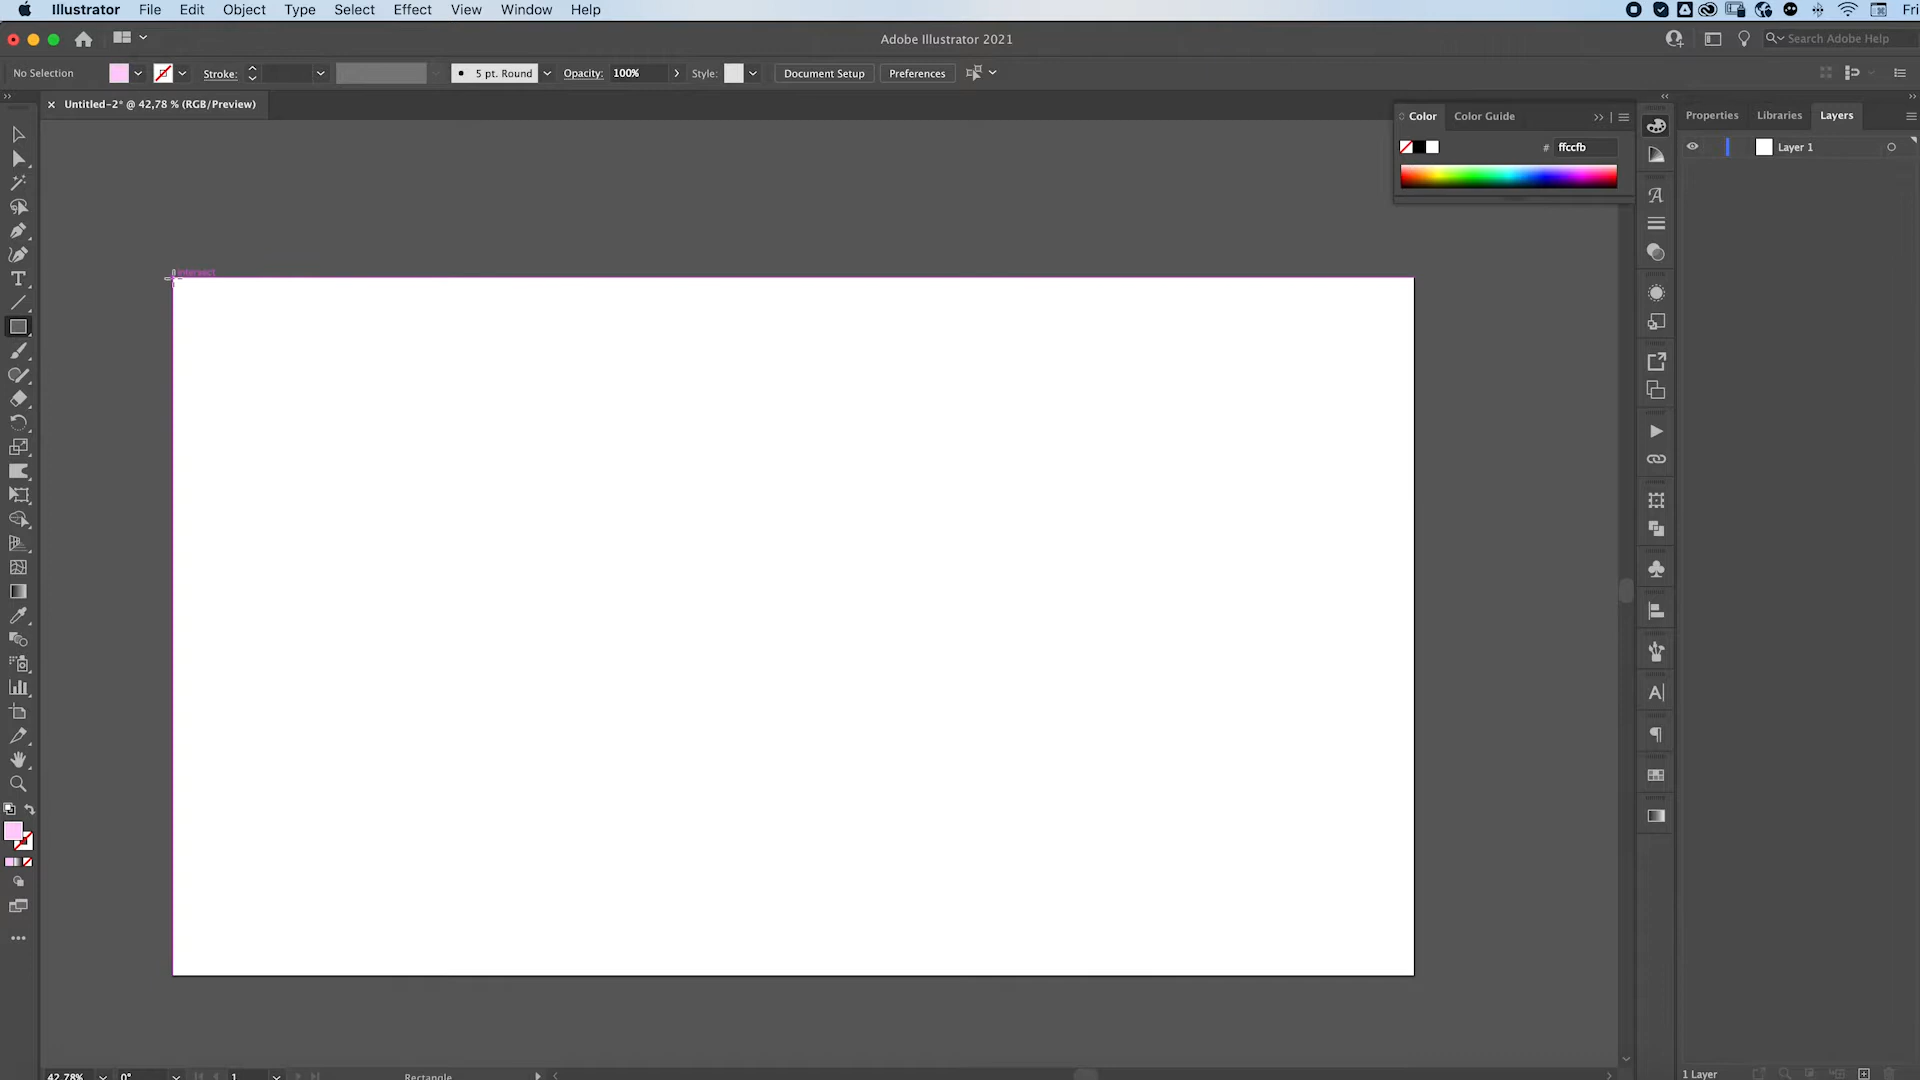 Illustrator File Edit Object Type Select Effect View Window Help
Fri
Adobe Illustrator 2021
Search Adobe Help
No Selection
Stroke:
5 pt. Round
Opacity: 100%
Style:
Document Setup
Preferences
Untitled-2* @ 42,78 % (RGB/Preview)
Color
Color Guide
# ffccfb
Properties
Libraries
Layers
Layer 1
intersect
42,78%
0°
1
Rectangle
1 Layer